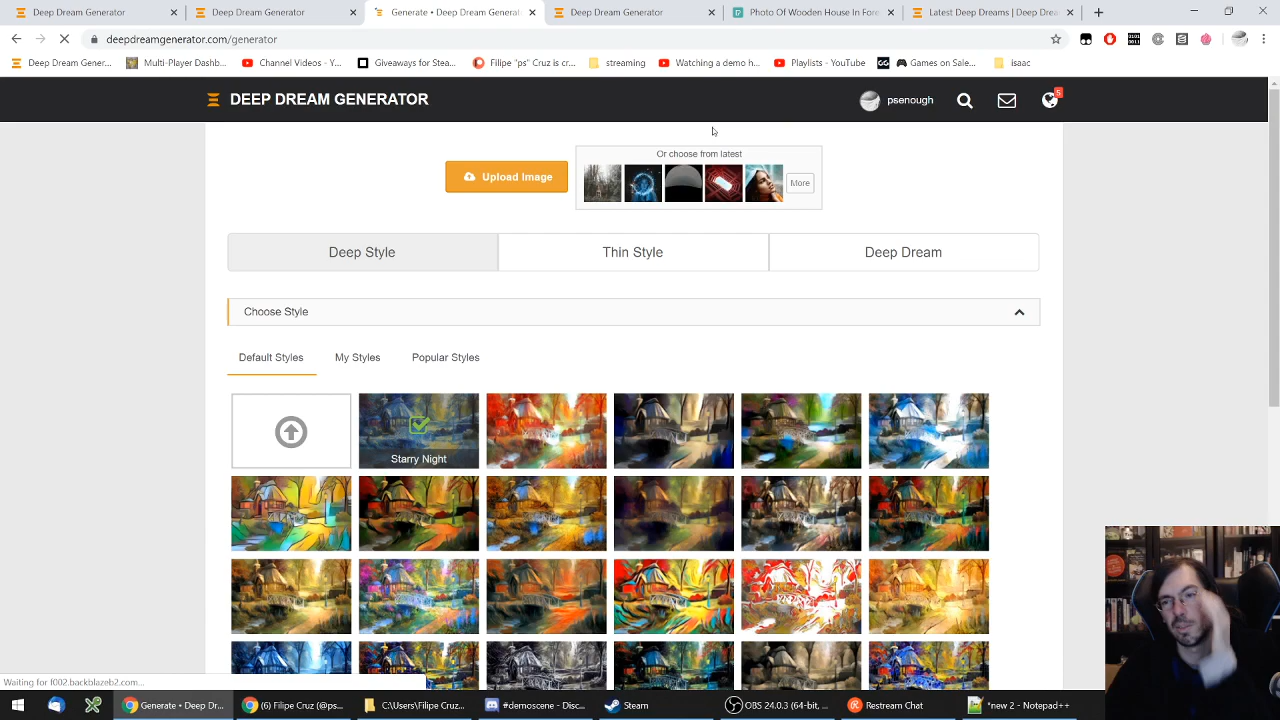 Deep Dream Generator
Deep Dream Generator
Generate • Deep Dream Generat
Deep Dream Generator
Photo Of Wooden House In Fore
Latest Deep Dreams | Deep Drea
deepdreamgenerator.com/generator
Deep Dream Gener...
Multi-Player Dashb...
Channel Videos - Y...
Giveaways for Stea...
Filipe "ps" Cruz is cr...
streaming
Watching a demo h...
Playlists - YouTube
Games on Sale...
isaac
DEEP DREAM GENERATOR
psenough
5
Upload Image
Or choose from latest
More
Deep Style
Thin Style
Deep Dream
Choose Style
Default Styles
My Styles
Popular Styles
Starry Night
Waiting for f002.backblazeb2.com...
Generate • Deep Dr...
(6) Filipe Cruz (@ps...
C:\Users\Filipe Cruz...
#demoscene - Disc...
Steam
OBS 24.0.3 (64-bit, ...
Restream Chat
*new 2 - Notepad++